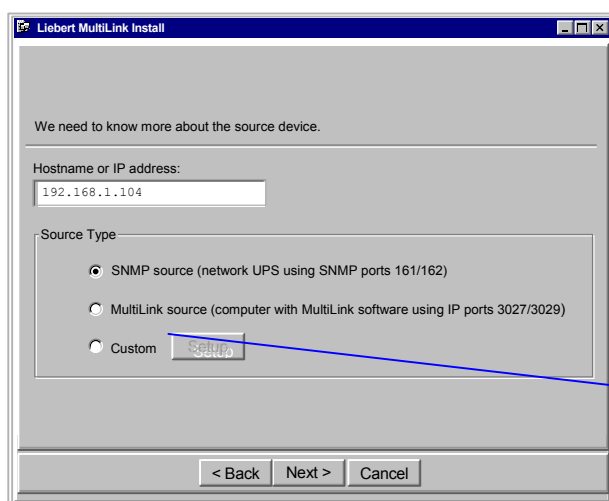 Liebert MultiLink Install
We need to know more about the source device.
Hostname or IP address:
192.168.1.104
Source Type
SNMP source (network UPS using SNMP ports 161/162)
MultiLink source (computer with MultiLink software using IP ports 3027/3029)
Custom Setup
< Back Next > Cancel